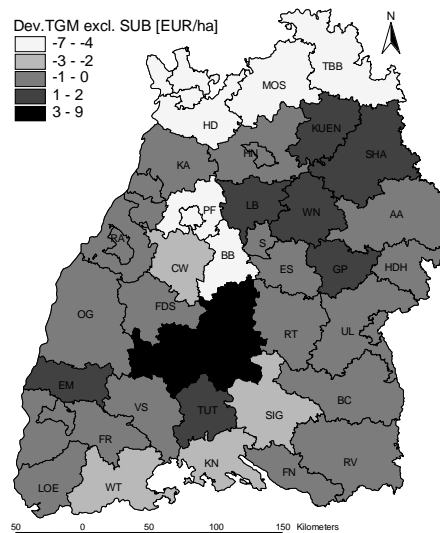 Dev.TGM excl. SUB [EUR/ha]
-7 - -4
-3 - -2
-1 - 0
1 - 2
3 - 9
N
TBB
MOS
HD
KUEN
HN
SHA
KA
PF
LB
WN
AA
RA
S
BB
CW
ES
GP
HDH
OG
FDS
RT
UL
EM
VS
TUT
SIG
BC
FR
KN
FN
RV
LOE
WT
50 0 50 100 150 Kilometers